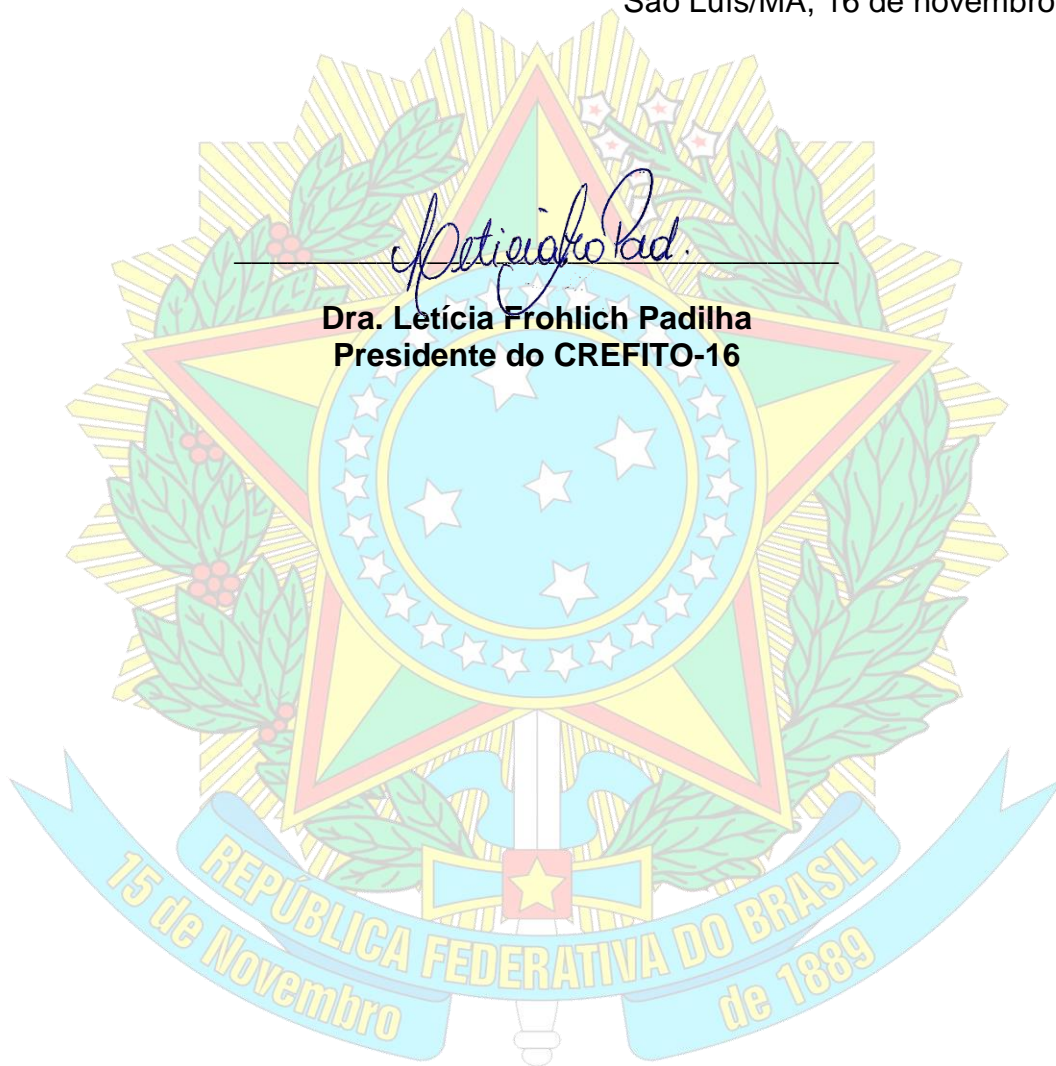 São Luís/MA, 16 de novembro
Dra. Letícia Frohlich Padilha
Presidente do CREFITO-16
REPÚBLICA FEDERATIVA DO BRASIL
15 de Novembro
de 1889